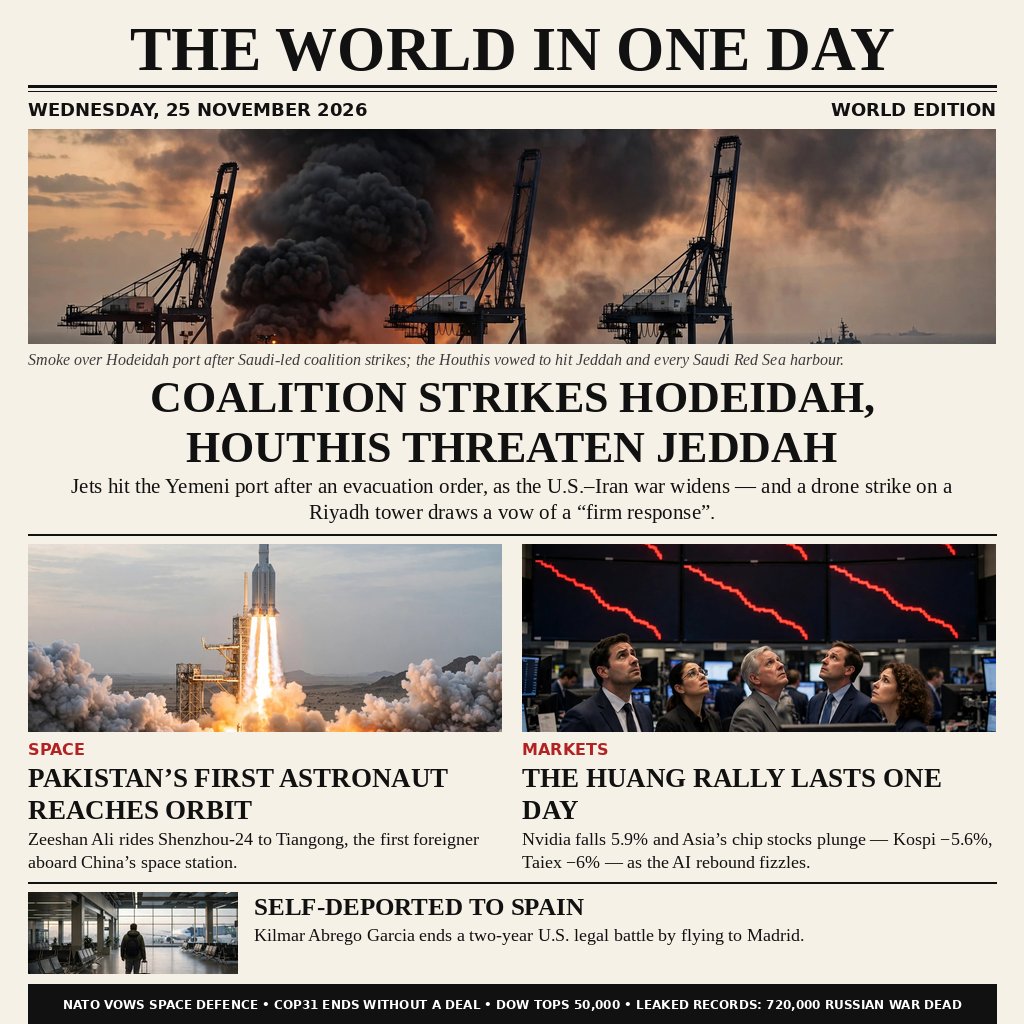 THE WORLD IN ONE DAY
WEDNESDAY, 25 NOVEMBER 2026
WORLD EDITION
Smoke over Hodeidah port after Saudi-led coalition strikes; the Houthis vowed to hit Jeddah and every Saudi Red Sea harbour.
COALITION STRIKES HODEIDAH,
HOUTHIS THREATEN JEDDAH
Jets hit the Yemeni port after an evacuation order, as the U.S.–Iran war widens — and a drone strike on a
Riyadh tower draws a vow of a “firm response”.
SPACE
PAKISTAN’S FIRST ASTRONAUT
REACHES ORBIT
Zeeshan Ali rides Shenzhou-24 to Tiangong, the first foreigner
aboard China’s space station.
MARKETS
THE HUANG RALLY LASTS ONE
DAY
Nvidia falls 5.9% and Asia’s chip stocks plunge — Kospi −5.6%,
Taiex −6% — as the AI rebound fizzles.
SELF-DEPORTED TO SPAIN
Kilmar Abrego Garcia ends a two-year U.S. legal battle by flying to Madrid.
NATO VOWS SPACE DEFENCE • COP31 ENDS WITHOUT A DEAL • DOW TOPS 50,000 • LEAKED RECORDS: 720,000 RUSSIAN WAR DEAD